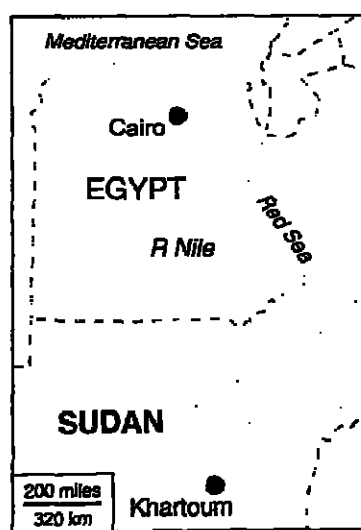 Mediterranean Sea
Cairo
EGYPT
Red Sea
R Nile
SUDAN
200 miles
320 km
Khartoum